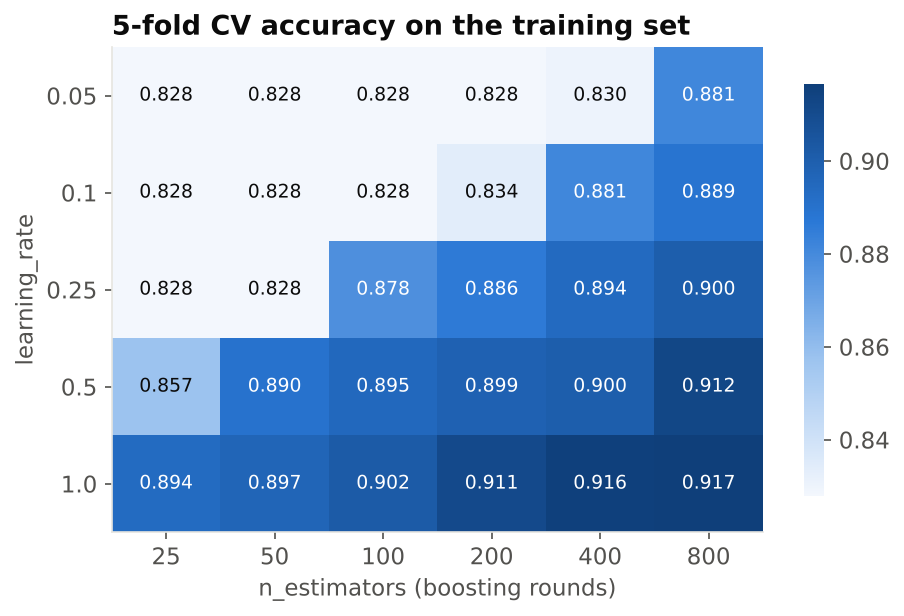 5-fold CV accuracy on the training set
0.05 0.828 0.828 0.828 0.828 0.830 0.881
0.1 0.828 0.828 0.828 0.834 0.881 0.889
0.25 0.828 0.828 0.878 0.886 0.894 0.900
0.5 0.857 0.890 0.895 0.899 0.900 0.912
1.0 0.894 0.897 0.902 0.911 0.916 0.917
25 50 100 200 400 800
learning_rate
n_estimators (boosting rounds)
0.90
0.88
0.86
0.84